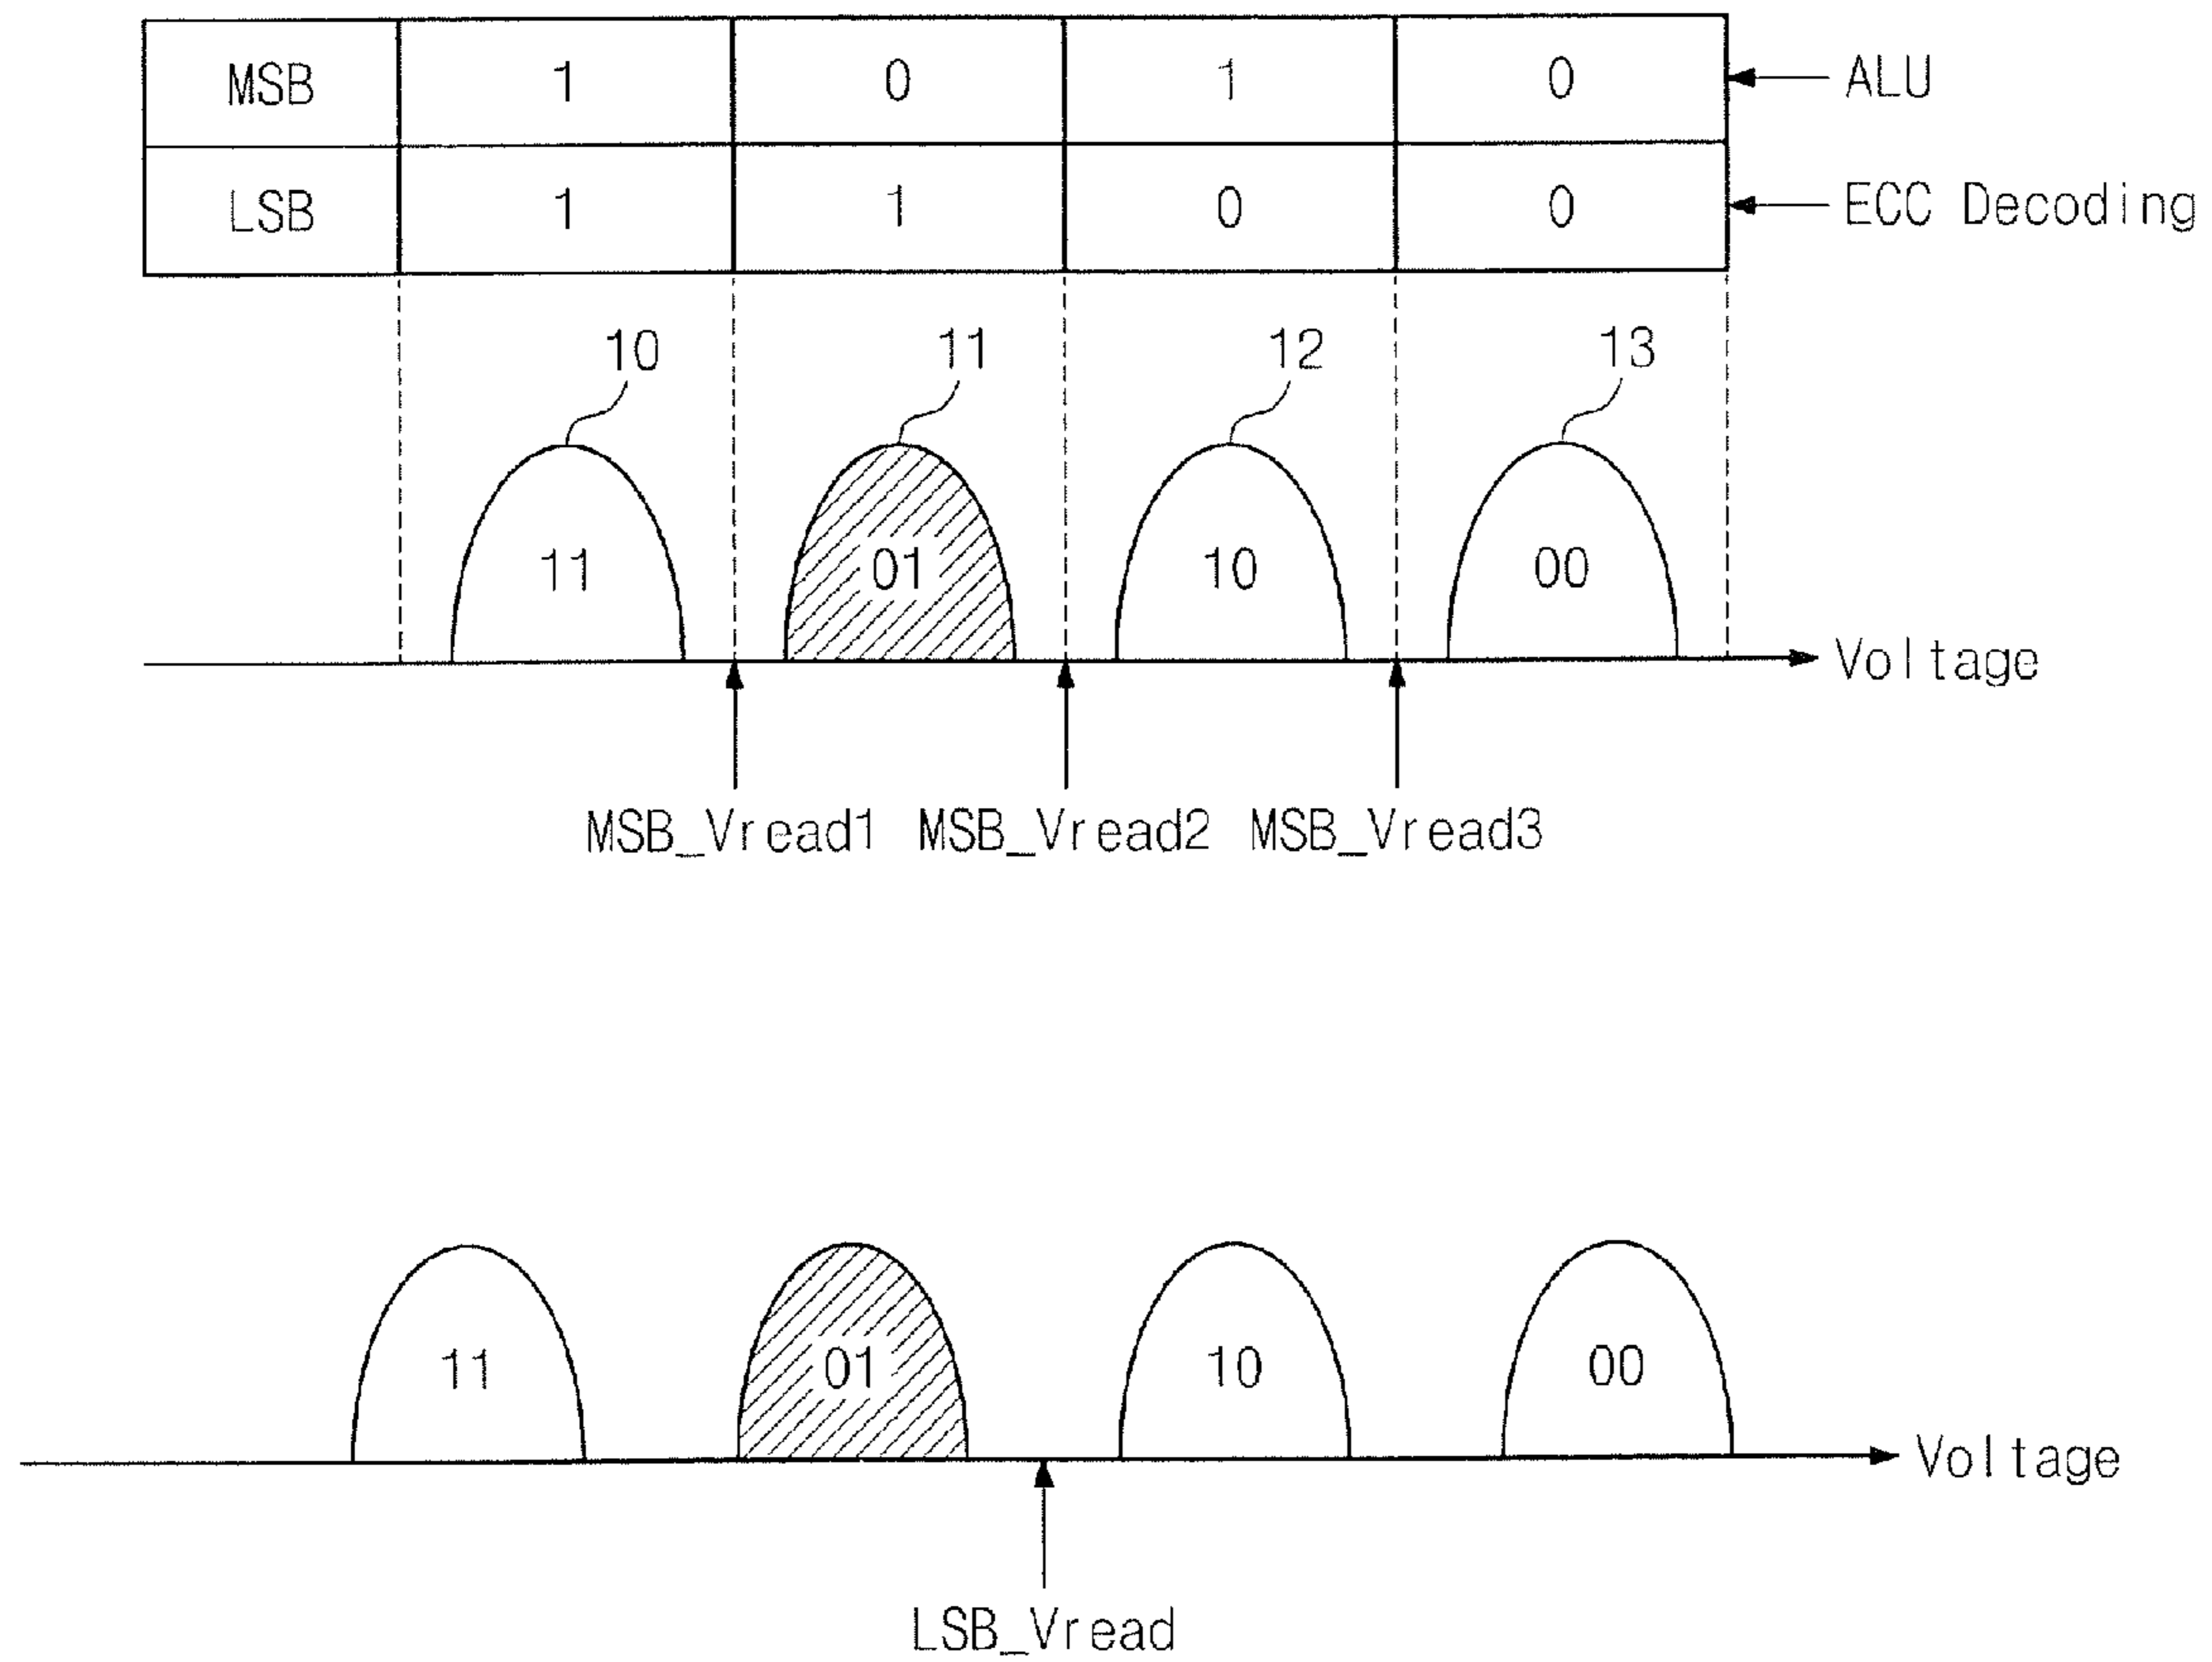 MSB 1 0 1 0 ALU
LSB 1 1 0 0 ECC Decoding
10 11 12 13
11 01 10 00
Voltage
MSB_Vread1 MSB_Vread2 MSB_Vread3
11 01 10 00
Voltage
LSB_Vread